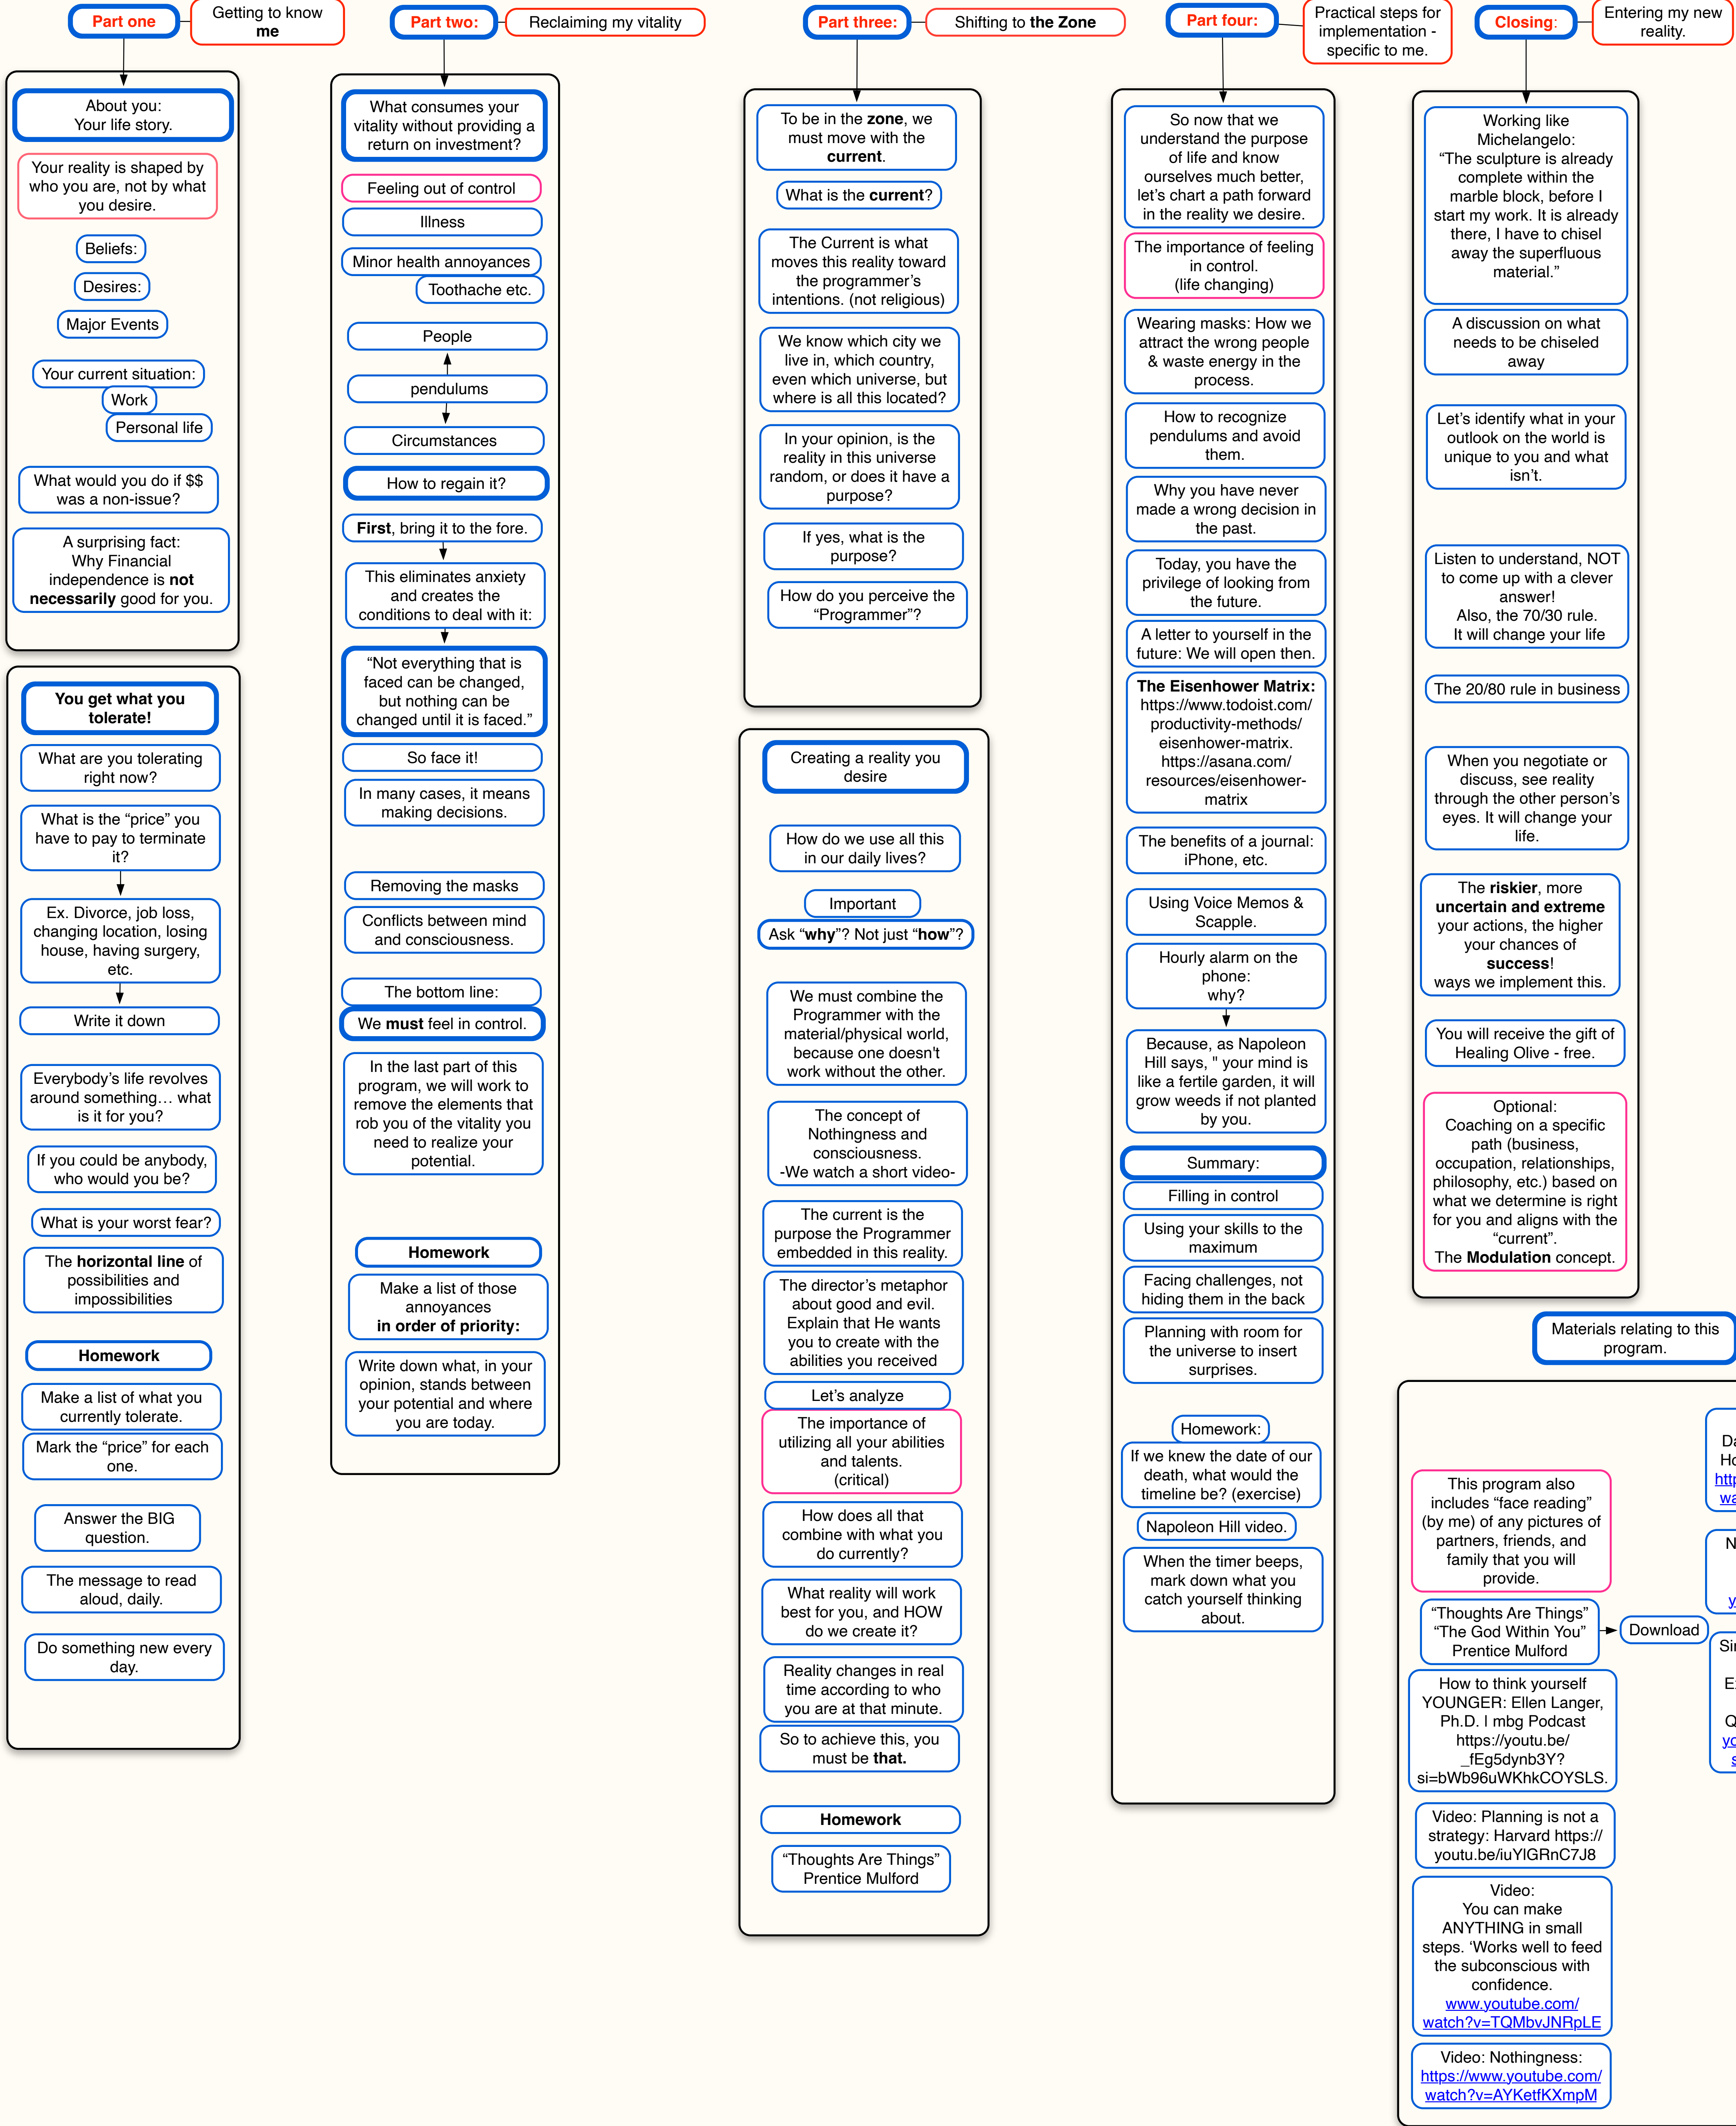 Part one
Getting to know
me
About you:
Your life story.
Your reality is shaped by
who you are, not by what
you desire.
Beliefs:
Desires:
Major Events
Your current situation:
Work
Personal life
What would you do if $$
was a non-issue?
A surprising fact:
Why Financial
independence is not
necessarily good for you.
You get what you
tolerate!
What are you tolerating
right now?
What is the “price” you
have to pay to terminate
it?
Ex. Divorce, job loss,
changing location, losing
house, having surgery,
etc.
Write it down
Everybody’s life revolves
around something… what
is it for you?
If you could be anybody,
who would you be?
What is your worst fear?
The horizontal line of
possibilities and
impossibilities
Homework
Make a list of what you
currently tolerate.
Mark the “price” for each
one.
Answer the BIG
question.
The message to read
aloud, daily.
Do something new every
day.
Part two:
Reclaiming my vitality
What consumes your
vitality without providing a
return on investment?
Feeling out of control
Illness
Minor health annoyances
Toothache etc.
People
pendulums
Circumstances
How to regain it?
First, bring it to the fore.
This eliminates anxiety
and creates the
conditions to deal with it:
“Not everything that is
faced can be changed,
but nothing can be
changed until it is faced.”
So face it!
In many cases, it means
making decisions.
Removing the masks
Conflicts between mind
and consciousness.
The bottom line:
We must feel in control.
In the last part of this
program, we will work to
remove the elements that
rob you of the vitality you
need to realize your
potential.
Homework
Make a list of those
annoyances
in order of priority:
Write down what, in your
opinion, stands between
your potential and where
you are today.
Part three:
Shifting to the Zone
To be in the zone, we
must move with the
current.
What is the current?
The Current is what
moves this reality toward
the programmer’s
intentions. (not religious)
We know which city we
live in, which country,
even which universe, but
where is all this located?
In your opinion, is the
reality in this universe
random, or does it have a
purpose?
If yes, what is the
purpose?
How do you perceive the
“Programmer”?
Creating a reality you
desire
How do we use all this
in our daily lives?
Important
Ask “why”? Not just “how”?
We must combine the
Programmer with the
material/physical world,
because one doesn't
work without the other.
The concept of
Nothingness and
consciousness.
-We watch a short video-
The current is the
purpose the Programmer
embedded in this reality.
The director’s metaphor
about good and evil.
Explain that He wants
you to create with the
abilities you received
Let’s analyze
The importance of
utilizing all your abilities
and talents.
(critical)
How does all that
combine with what you
do currently?
What reality will work
best for you, and HOW
do we create it?
Reality changes in real
time according to who
you are at that minute.
So to achieve this, you
must be that.
Homework
“Thoughts Are Things”
Prentice Mulford
Part four:
Practical steps for
implementation -
specific to me.
So now that we
understand the purpose
of life and know
ourselves much better,
let’s chart a path forward
in the reality we desire.
The importance of feeling
in control.
(life changing)
Wearing masks: How we
attract the wrong people
& waste energy in the
process.
How to recognize
pendulums and avoid
them.
Why you have never
made a wrong decision in
the past.
Today, you have the
privilege of looking from
the future.
A letter to yourself in the
future: We will open then.
The Eisenhower Matrix:
https://www.todoist.com/
productivity-methods/
eisenhower-matrix.
https://asana.com/
resources/eisenhower-
matrix
The benefits of a journal:
iPhone, etc.
Using Voice Memos &
Scapple.
Hourly alarm on the
phone:
why?
Because, as Napoleon
Hill says, " your mind is
like a fertile garden, it will
grow weeds if not planted
by you.
Summary:
Filling in control
Using your skills to the
maximum
Facing challenges, not
hiding them in the back
Planning with room for
the universe to insert
surprises.
Homework:
If we knew the date of our
death, what would the
timeline be? (exercise)
Napoleon Hill video.
When the timer beeps,
mark down what you
catch yourself thinking
about.
Closing:
Entering my new
reality.
Working like
Michelangelo:
“The sculpture is already
complete within the
marble block, before I
start my work. It is already
there, I have to chisel
away the superfluous
material.”
A discussion on what
needs to be chiseled
away
Let’s identify what in your
outlook on the world is
unique to you and what
isn’t.
Listen to understand, NOT
to come up with a clever
answer!
Also, the 70/30 rule.
It will change your life
The 20/80 rule in business
When you negotiate or
discuss, see reality
through the other person’s
eyes. It will change your
life.
The riskier, more
uncertain and extreme
your actions, the higher
your chances of
success!
ways we implement this.
You will receive the gift of
Healing Olive - free.
Optional:
Coaching on a specific
path (business,
occupation, relationships,
philosophy, etc.) based on
what we determine is right
for you and aligns with the
“current”.
The Modulation concept.
Materials relating to this
program.
This program also
includes “face reading”
(by me) of any pictures of
partners, friends, and
family that you will
provide.
“Thoughts Are Things”
“The God Within You”
Prentice Mulford
Download
How to think yourself
YOUNGER: Ellen Langer,
Ph.D. | mbg Podcast
https://youtu.be/
_fEg5dynb3Y?
si=bWb96uWKhkCOYSLS.
Video: Planning is not a
strategy: Harvard https://
youtu.be/iuYlGRnC7J8
Video:
You can make
ANYTHING in small
steps. ‘Works well to feed
the subconscious with
confidence.
www.youtube.com/
watch?v=TQMbvJNRpLE
Video: Nothingness:
https://www.youtube.com/
watch?v=AYKetfKXmpM